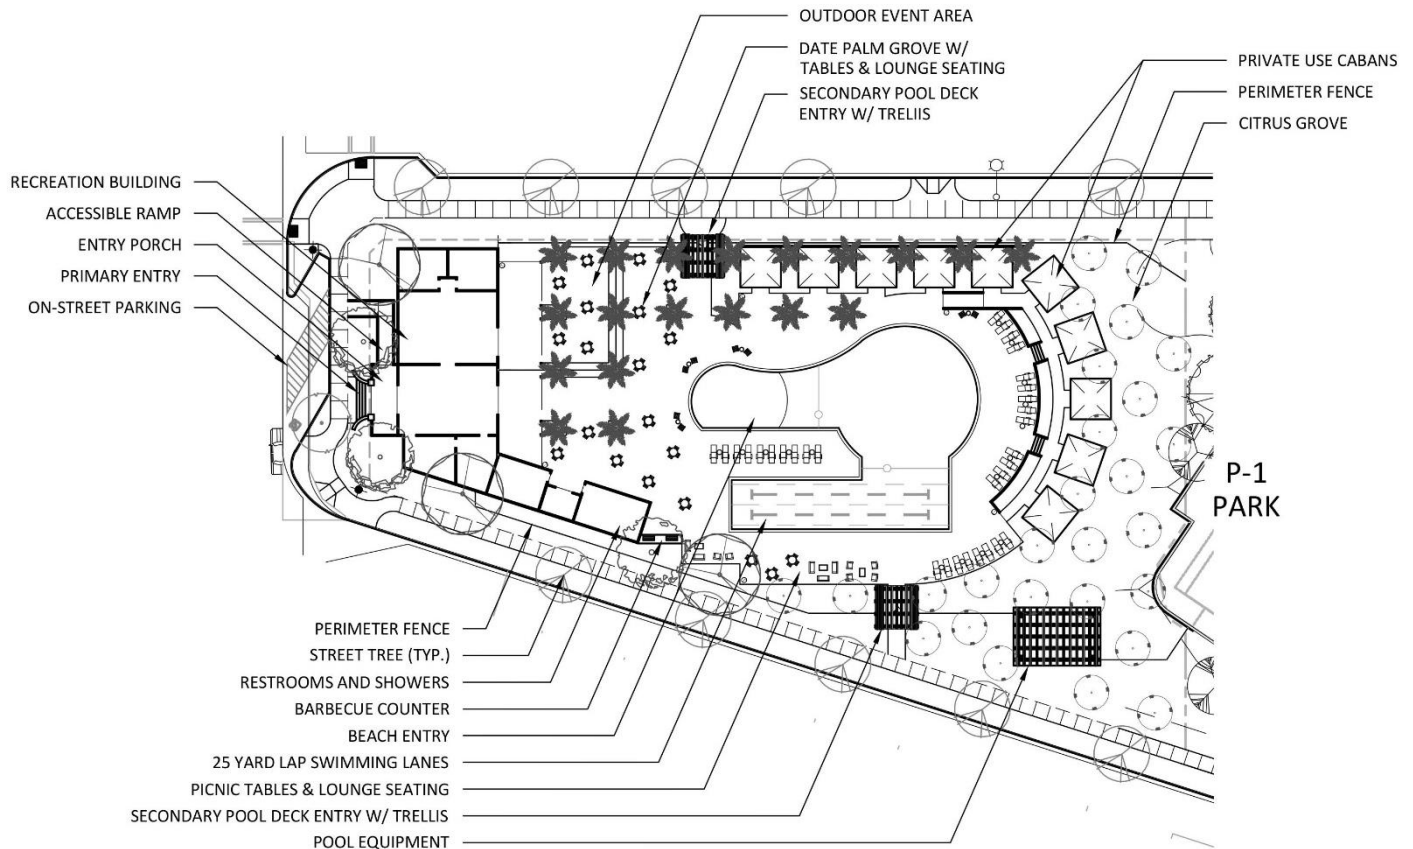 OUTDOOR EVENT AREA
DATE PALM GROVE W/
TABLES & LOUNGE SEATING
SECONDARY POOL DECK
ENTRY W/ TRELIIS
PRIVATE USE CABANS
PERIMETER FENCE
CITRUS GROVE
RECREATION BUILDING
ACCESSIBLE RAMP
ENTRY PORCH
PRIMARY ENTRY
ON-STREET PARKING
P-1
PARK
PERIMETER FENCE
STREET TREE (TYP.)
RESTROOMS AND SHOWERS
BARBECUE COUNTER
BEACH ENTRY
25 YARD LAP SWIMMING LANES
PICNIC TABLES & LOUNGE SEATING
SECONDARY POOL DECK ENTRY W/ TRELLIS
POOL EQUIPMENT